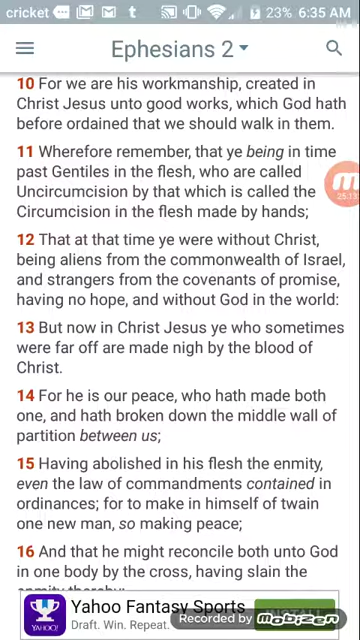 cricket 23% 6:35 AM
Ephesians 2
10 For we are his workmanship, created in
Christ Jesus unto good works, which God hath
before ordained that we should walk in them.
11 Wherefore remember, that ye being in time
past Gentiles in the flesh, who are called
Uncircumcision by that which is called the
Circumcision in the flesh made by hands;
12 That at that time ye were without Christ,
being aliens from the commonwealth of Israel,
and strangers from the covenants of promise,
having no hope, and without God in the world:
13 But now in Christ Jesus ye who sometimes
were far off are made nigh by the blood of
Christ.
14 For he is our peace, who hath made both
one, and hath broken down the middle wall of
partition between us;
15 Having abolished in his flesh the enmity,
even the law of commandments contained in
ordinances; for to make in himself of twain
one new man, so making peace;
16 And that he might reconcile both unto God
in one body by the cross, having slain the
enmity thereby:
YAHOO!
Yahoo Fantasy Sports
Draft. Win. Repeat.
INSTALL
Recorded by mobizen